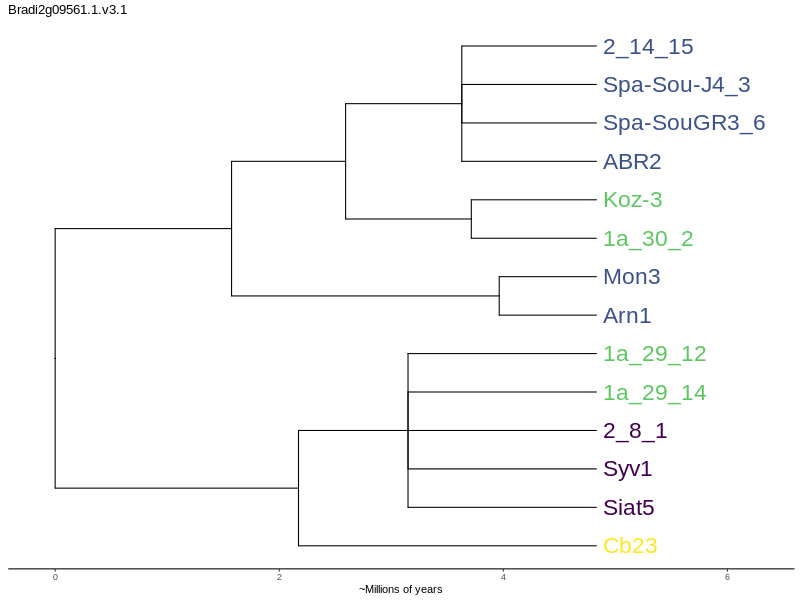 Bradi2g09561.1.v3.1
2_14_15
Spa-Sou-J4_3
Spa-SouGR3_6
ABR2
Koz-3
1a_30_2
Mon3
Arn1
1a_29_12
1a_29_14
2_8_1
Syv1
Siat5
Cb23
0 2 4 6
~Millions of years